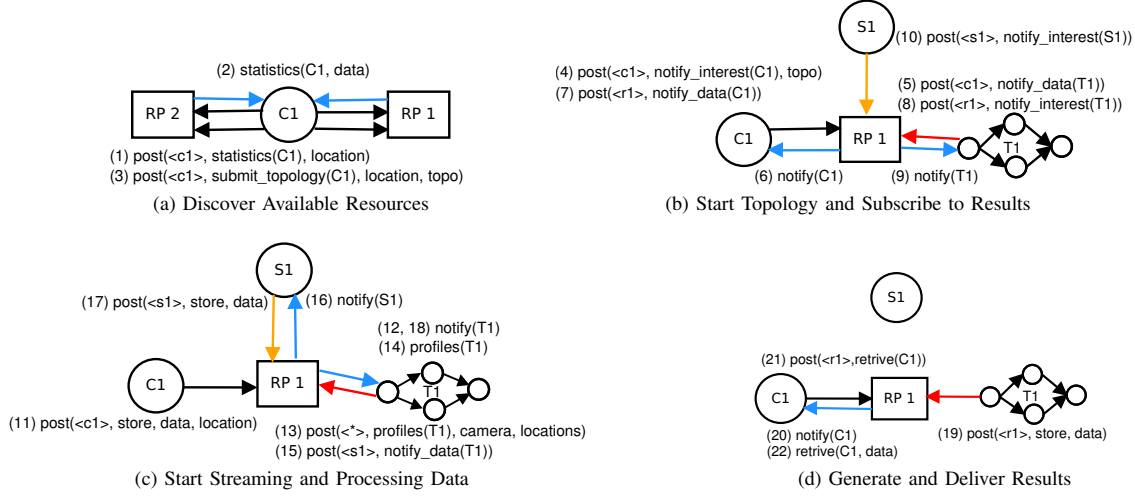 (2) statistics(C1, data)
RP 2
C1
RP 1
(1) post(<c1>, statistics(C1), location)
(3) post(<c1>, submit_topology(C1), location, topo)
(a) Discover Available Resources
S1
(10) post(<s1>, notify_interest(S1))
(4) post(<c1>, notify_interest(C1), topo)
(7) post(<r1>, notify_data(C1))
(5) post(<c1>, notify_data(T1))
(8) post(<r1>, notify_interest(T1))
C1
RP 1
T1
(6) notify(C1)
(9) notify(T1)
(b) Start Topology and Subscribe to Results
S1
(17) post(<s1>, store, data)
(16) notify(S1)
(12, 18) notify(T1)
(14) profiles(T1)
C1
RP 1
T1
(11) post(<c1>, store, data, location)
(13) post(<*>, profiles(T1), camera, locations)
(15) post(<s1>, notify_data(T1))
(c) Start Streaming and Processing Data
S1
(21) post(<r1>,retrive(C1))
C1
RP 1
T1
(20) notify(C1)
(22) retrive(C1, data)
(19) post(<r1>, store, data)
(d) Generate and Deliver Results